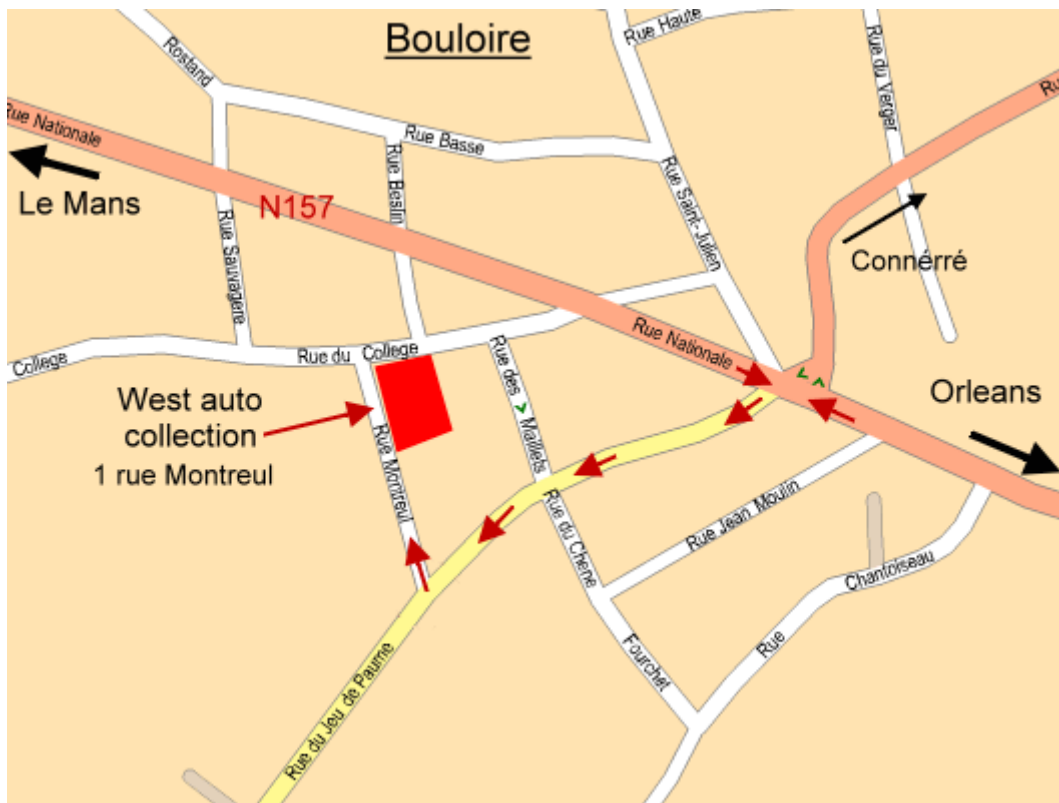 Bouloire
Rue Haute
Rue du Verger
Rostand
Ru
Rue Nationale
Rue Basse
Le Mans
N157
Rue Beslin
Rue Saint-Julien
Rue Sauvagere
Connérré
Rue Nationale
College
Rue du College
Rue des Maillets
Orleans
West auto
collection
1 rue Montreul
Rue Montreul
Rue Jean Moulin
Rue du Chene
Chantoiseau
Rue
Fourchet
Rue du Jeu de Paume